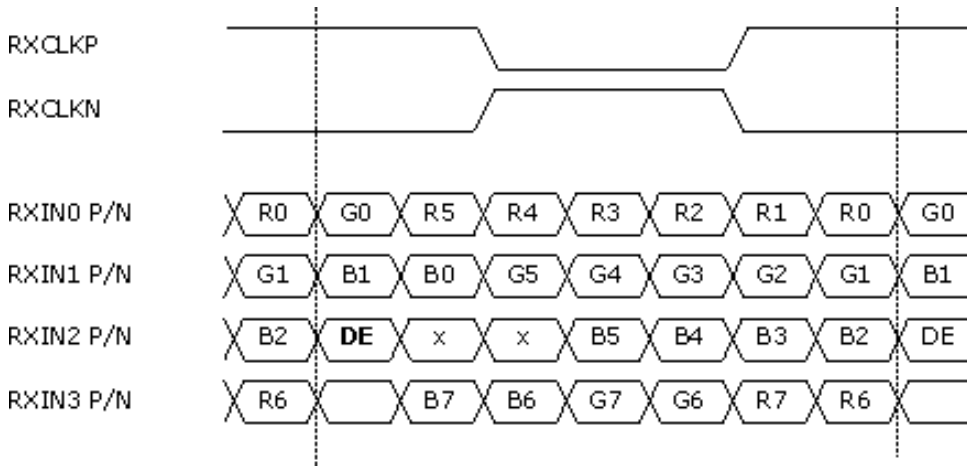 RXCLKP
RXCLKN
RXIN0 P/N R0 G0 R5 R4 R3 R2 R1 R0 G0
RXIN1 P/N G1 B1 B0 G5 G4 G3 G2 G1 B1
RXIN2 P/N B2 DE x x B5 B4 B3 B2 DE
RXIN3 P/N R6 B7 B6 G7 G6 R7 R6